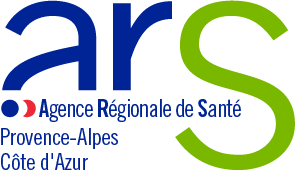 ars
Agence Régionale de Santé
Provence-Alpes
Côte d'Azur